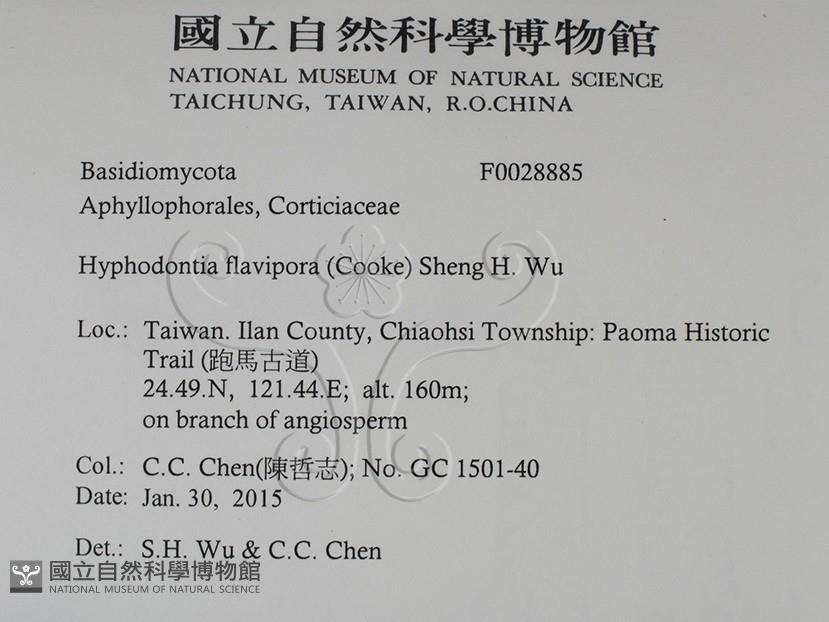 國立自然科學博物館
NATIONAL MUSEUM OF NATURAL SCIENCE
TAICHUNG, TAIWAN, R.O.CHINA
Basidiomycota F0028885
Aphyllophorales, Corticiaceae
Hyphodontia flavipora (Cooke) Sheng H. Wu
Loc.: Taiwan. Ilan County, Chiaohsi Township: Paoma Historic
Trail (跑馬古道)
24.49.N, 121.44.E; alt. 160m;
on branch of angiosperm
Col.: C.C. Chen(陳哲志); No. GC 1501-40
Date: Jan. 30, 2015
Det.: S.H. Wu & C.C. Chen
國立自然科學博物館
NATIONAL MUSEUM OF NATURAL SCIENCE